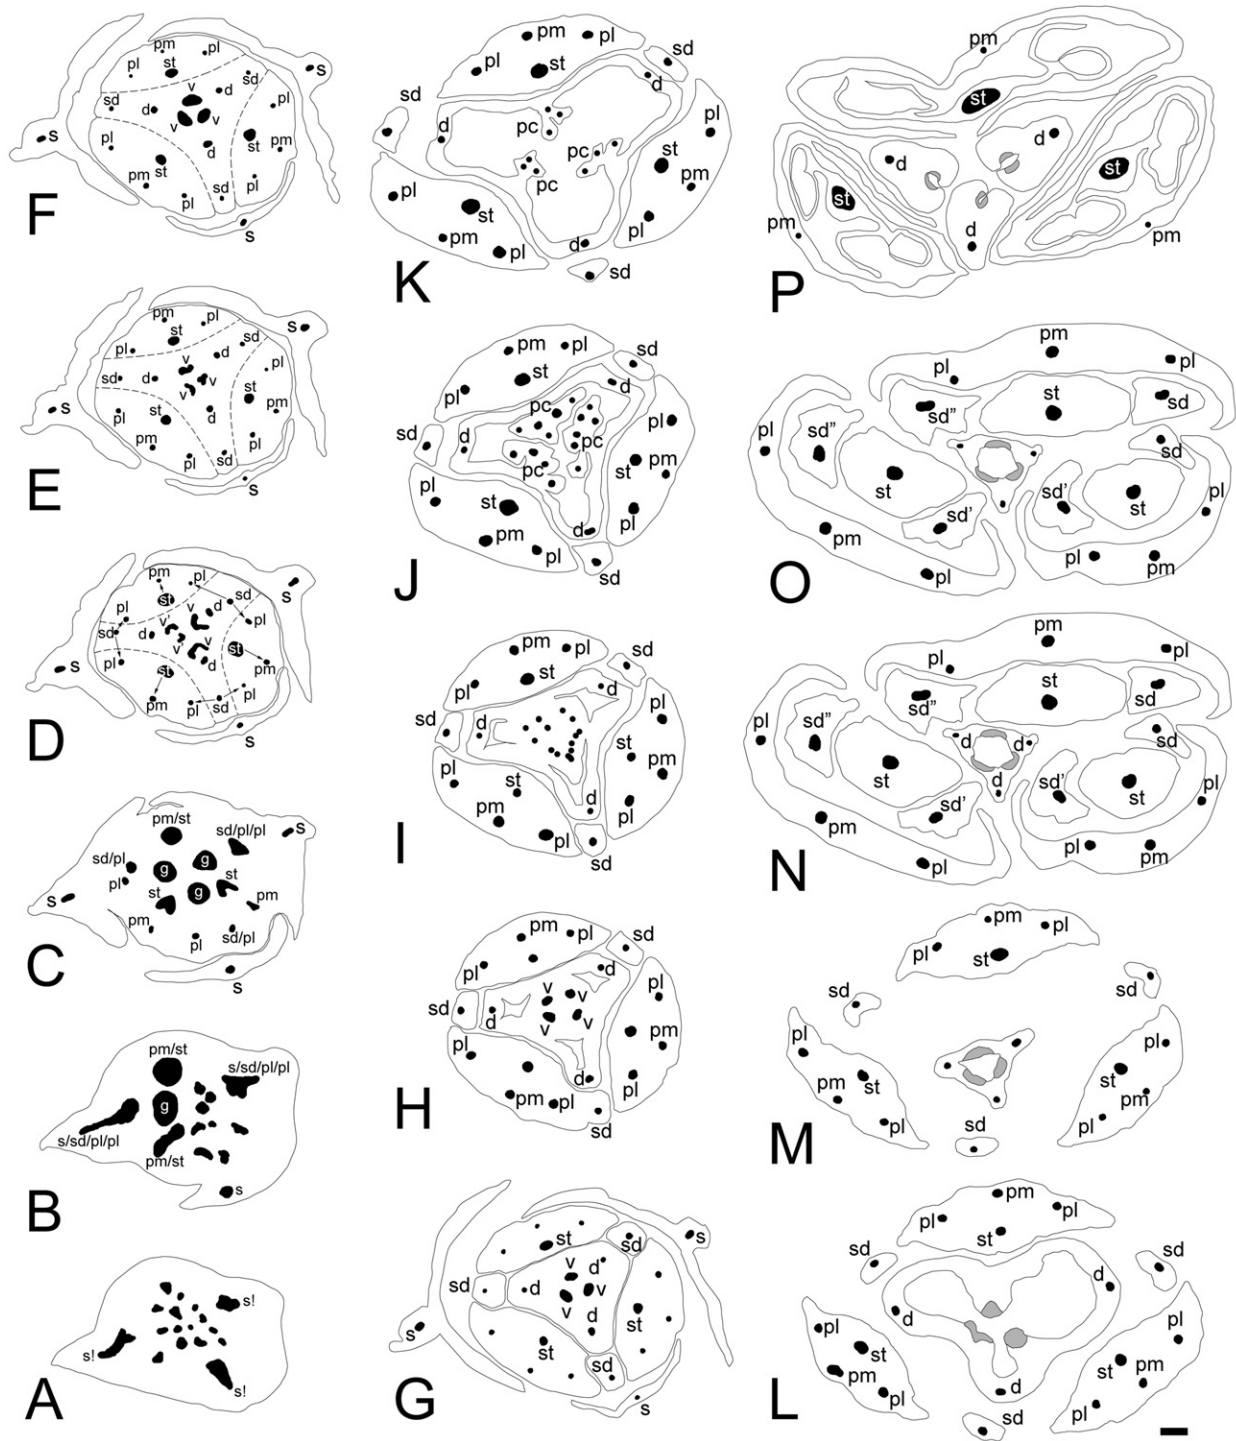 pm pl
pl st s
v sd
sd d d pl
v v
s pl d st pm
pm st pl
pl sd
F s
pm pl s
st
pl v d sd
pl
sd d v st
s pl st d pm
pm pl
pl sd
E s
pm pl
st sd s
pl v d
sd d v' pl
s pl v' st
st d pm
pm pl sd pl
D s
pm/st
sd/pl/pl s
sd/pl g g
pl st
s st g pm
pm pl sd/pl
C s
pm/st
s/sd/pl/pl
g
s/sd/pl/pl
pm/st
B s
s!
s!
A s!
pm pl
sd
pl st
d
sd
d pc pl
pc st
pl pc pm
st
pm pl pl
d
K sd
pm pl
sd
st
pl d
pc
sd d pc pl
pc st pm
pl st
pm pl
pl d
J sd
pm pl
sd
st
pl d
sd d pl
st
st pm
pl
pm d pl
pl
I sd
pm pl sd
pl d
sd v v pl
d v v
pl pm
d
pm pl pl
H sd
st sd s
v d
sd d v
v st
s d
st
sd
G s
pm
st
d
d st
st
pm d pm
P
pm
pl pl
st
sd” sd
pl sd” sd
st sd’ st pl
sd’
pm pl pm
O pl
pm
pl pl
st
sd” sd
pl sd” d d sd
st d
sd’ st pl
pm sd’
pl pm
N pl
pm pl
pl st
sd sd
pl pl
pm st st
pm
pl sd pl
M
pm
pl pl
sd st
sd
d
d
pl pl
st st pm
pm
pl d pl
L sd